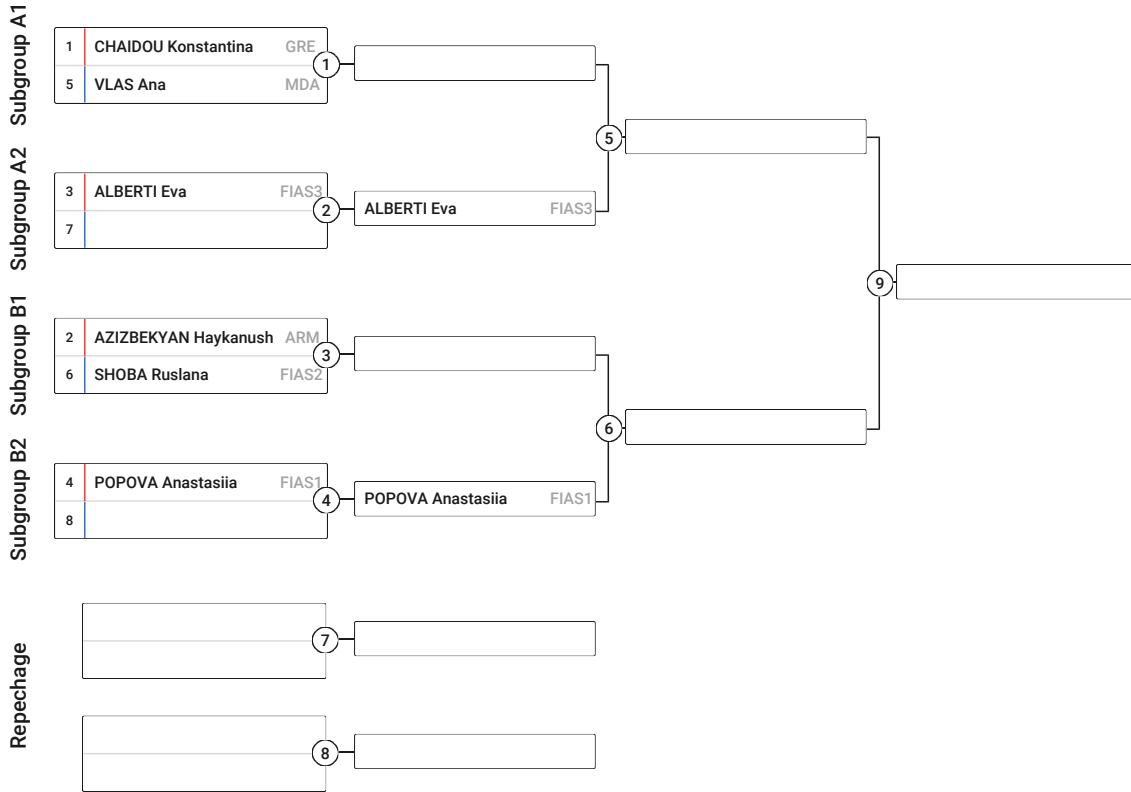 Subgroup A1
1 CHAIDOU Konstantina GRE
1
5 VLAS Ana MDA
5
Subgroup A2
3 ALBERTI Eva FIAS3
2
ALBERTI Eva FIAS3
7
9
Subgroup B1
2 AZIZBEKYAN Haykanush ARM
3
6 SHOBA Ruslana FIAS2
6
Subgroup B2
4 POPOVA Anastasiia FIAS1
4
POPOVA Anastasiia FIAS1
8
Repechage
7
8